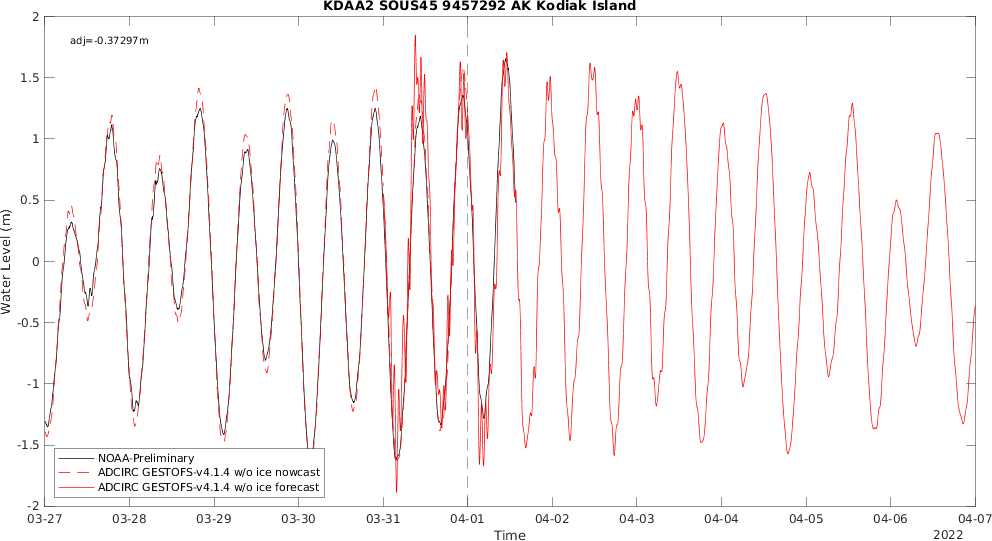 KDAA2 SOUS45 9457292 AK Kodiak Island
adj=-0.37297m
2
1.5
1
0.5
0
-0.5
-1
-1.5
-2
Water Level (m)
NOAA-Preliminary
ADCIRC GESTOFS-v4.1.4 w/o ice nowcast
ADCIRC GESTOFS-v4.1.4 w/o ice forecast
03-27 03-28 03-29 03-30 03-31 04-01 04-02 04-03 04-04 04-05 04-06 04-07
Time
2022